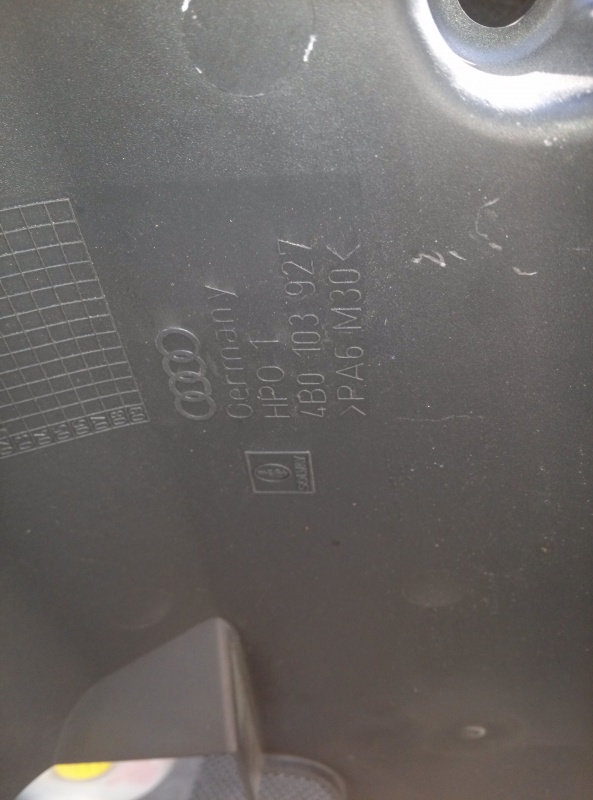 Germany
HPO 1
4B0 103 927
>PA6 M30<